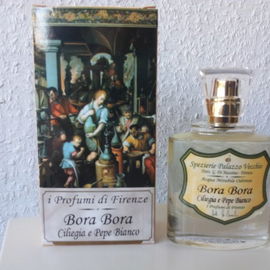 i Profumi di Firenze
Bora Bora
Ciliegia e Pepe Bianco
Spezierie Palazzo Vecchio
Bora Bora
Ciliegia e Pepe Bianco